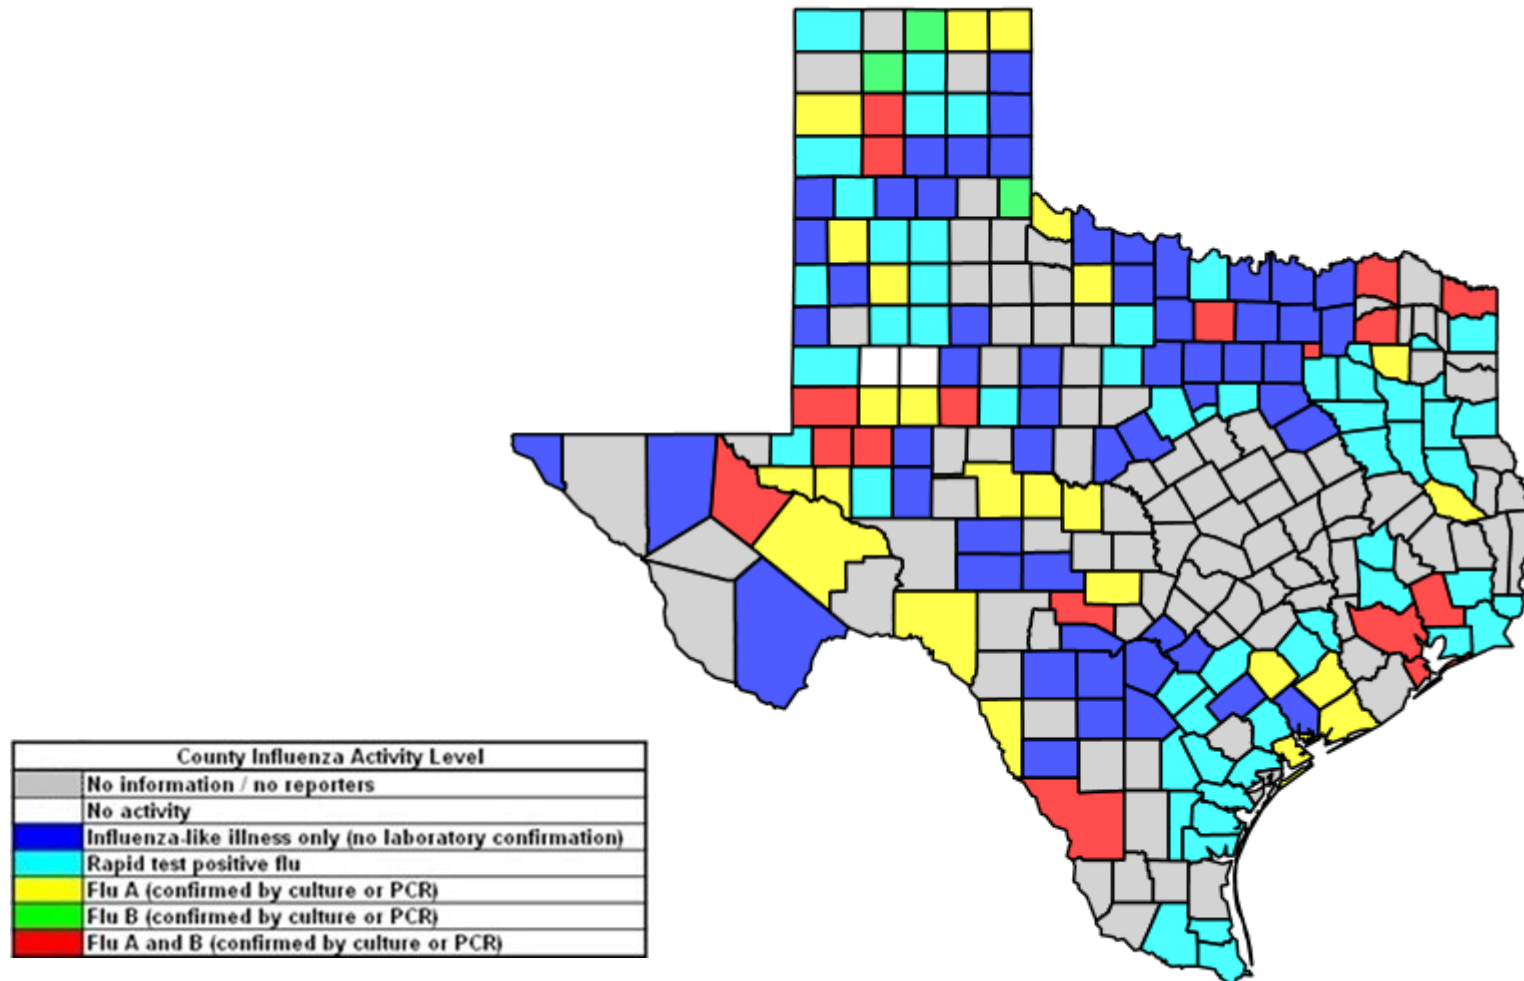 County Influenza Activity Level
No information / no reporters
No activity
Influenza-like illness only (no laboratory confirmation)
Rapid test positive flu
Flu A (confirmed by culture or PCR)
Flu B (confirmed by culture or PCR)
Flu A and B (confirmed by culture or PCR)